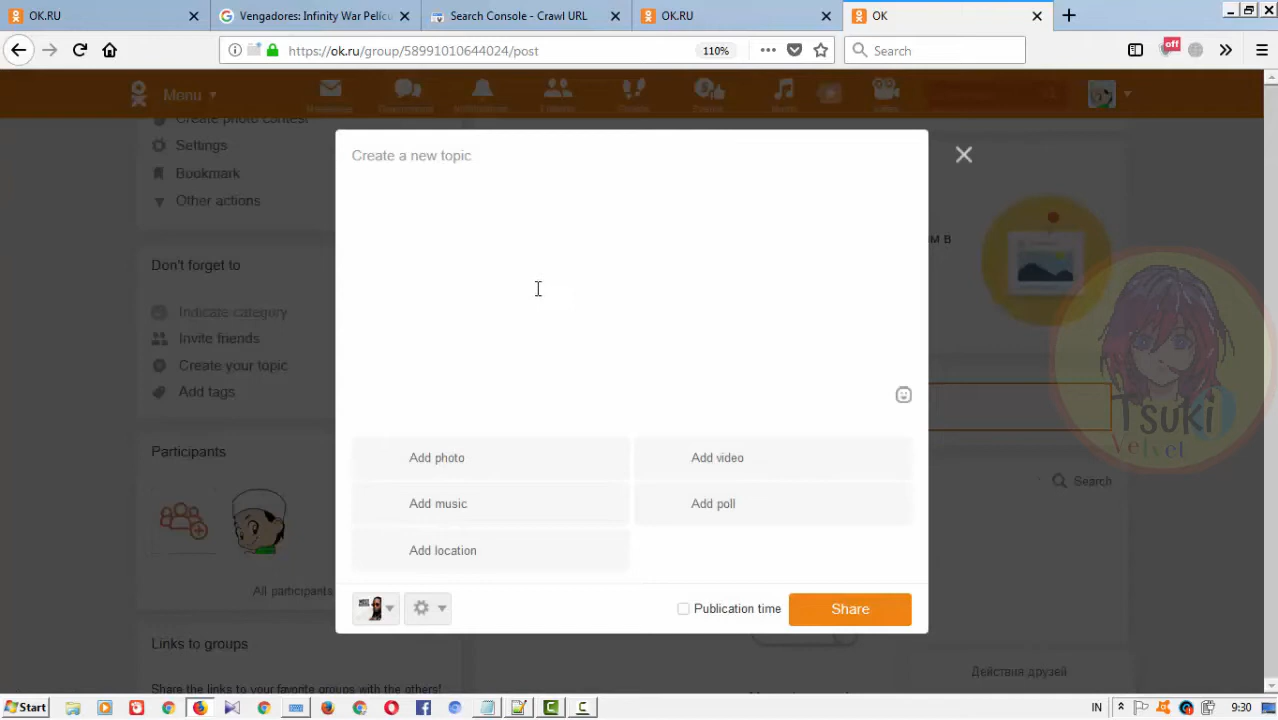 OK.RU
Vengadores: Infinity War Pelícu
Search Console - Crawl URL
OK.RU
OK
https://ok.ru/group/58991010644024/post
110%
Search
off
Menu
Create photo contest
Settings
Bookmark
Other actions
Don't forget to
Indicate category
Invite friends
Create your topic
Add tags
Participants
All participants
Links to groups
Share the links to your favorite groups with the others!
Create a new topic
Add photo
Add video
Add music
Add poll
Add location
Publication time
Share
им в
Tsuki
Velvet
Search
Действия друзей
Start
IN
9:30